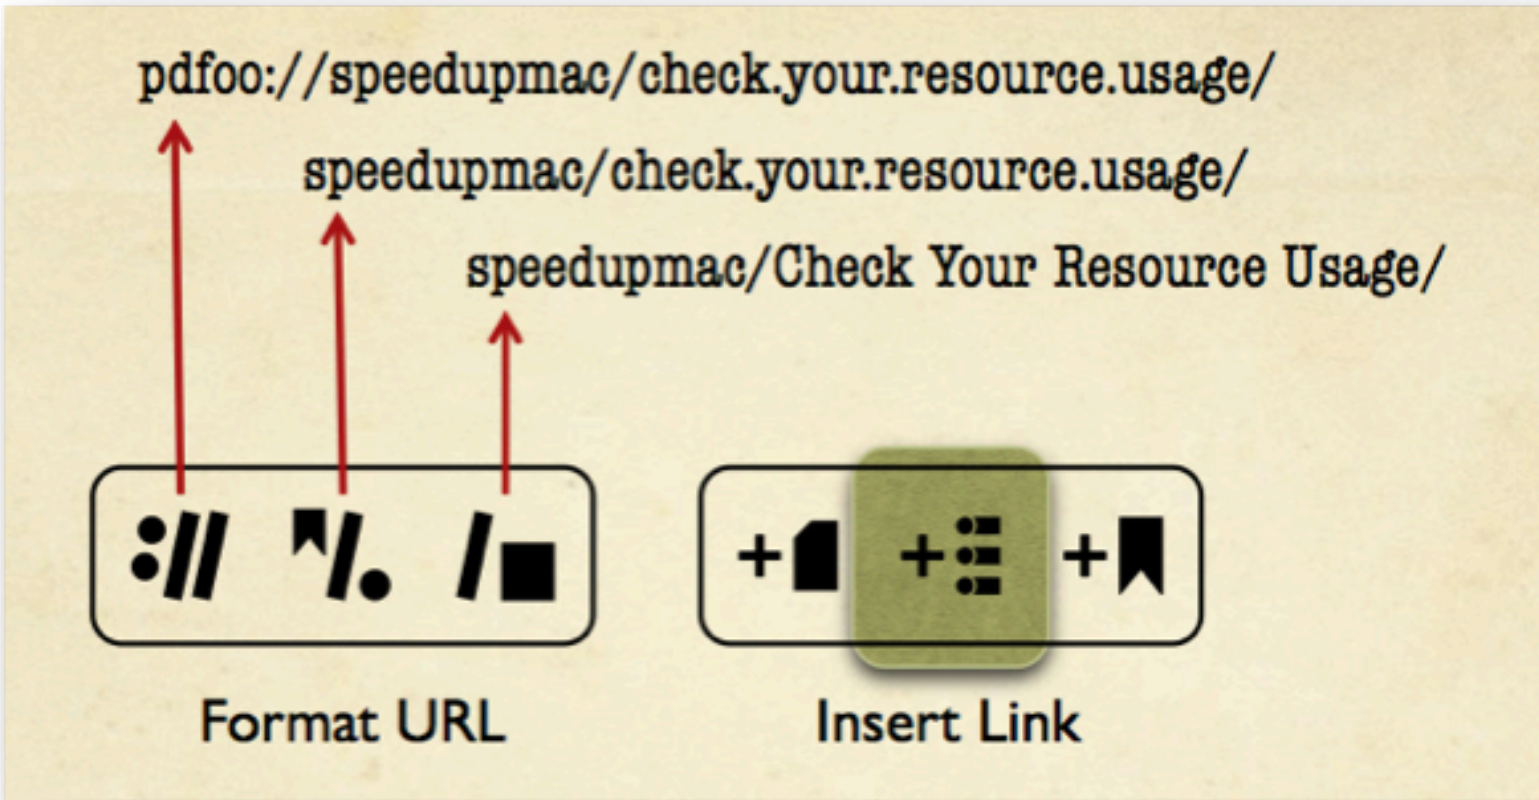 pdfoo://speedupmac/check.your.resource.usage/
speedupmac/check.your.resource.usage/
speedupmac/Check Your Resource Usage/
Format URL
Insert Link